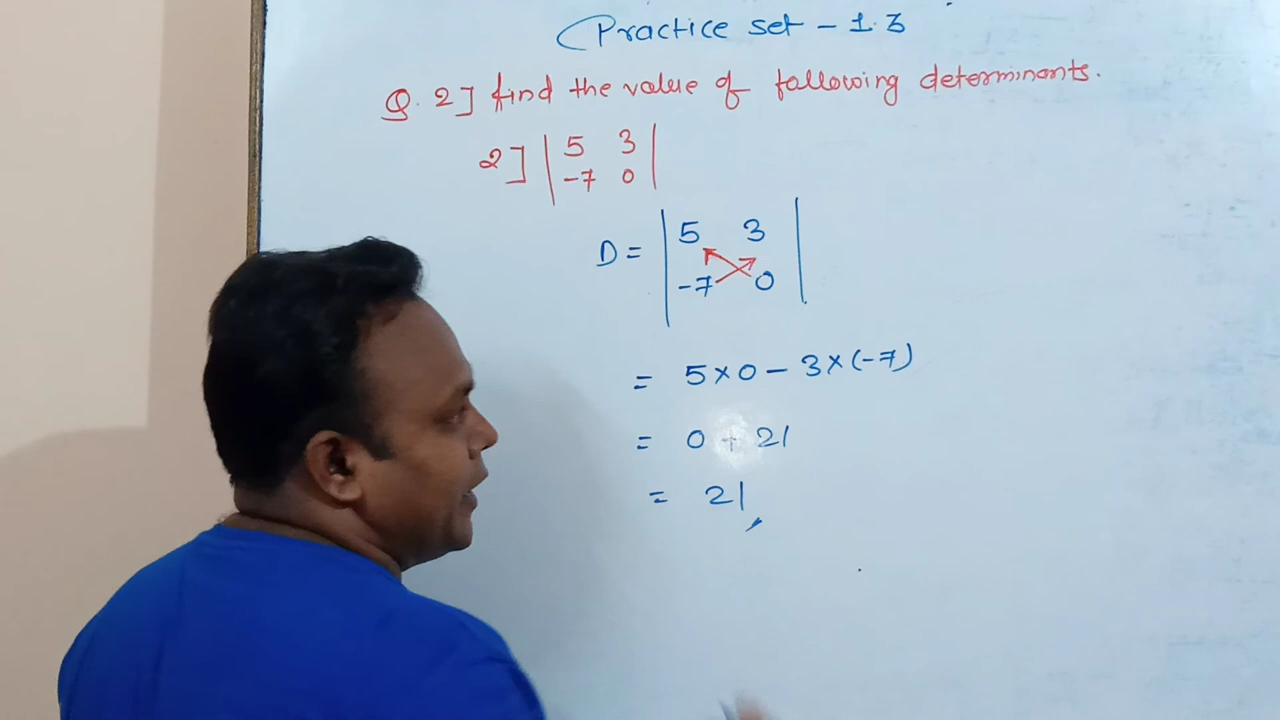 Practice set - 1.3
Q. 2] find the value of following determinants.
2] | 5 3 |
| -7 0 |
D = | 5 3 |
| -7 0 |
= 5×0 - 3×(-7)
= 0 + 21
= 21